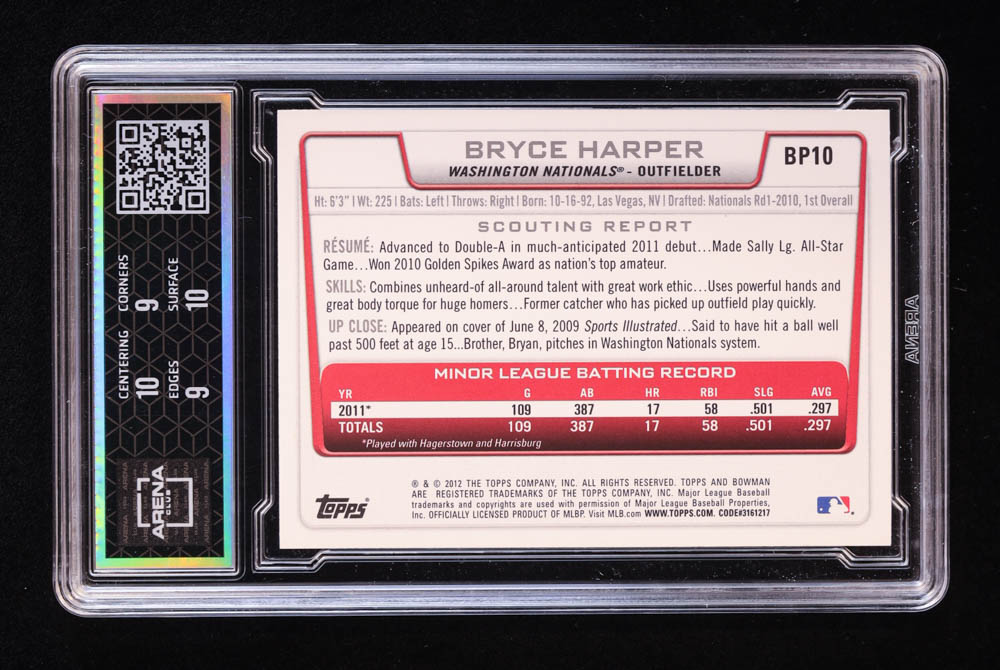 CENTERING CORNERS
10 9
EDGES SURFACE
9 10
ARENA
CLUB
BRYCE HARPER
WASHINGTON NATIONALS® - OUTFIELDER
BP10
Ht: 6'3" | Wt: 225 | Bats: Left | Throws: Right | Born: 10-16-92, Las Vegas, NV | Drafted: Nationals Rd1-2010, 1st Overall
SCOUTING REPORT
RÉSUMÉ: Advanced to Double-A in much-anticipated 2011 debut...Made Sally Lg. All-Star
Game...Won 2010 Golden Spikes Award as nation's top amateur.
SKILLS: Combines unheard-of all-around talent with great work ethic...Uses powerful hands and
great body torque for huge homers...Former catcher who has picked up outfield play quickly.
UP CLOSE: Appeared on cover of June 8, 2009 Sports Illustrated...Said to have hit a ball well
past 500 feet at age 15...Brother, Bryan, pitches in Washington Nationals system.
MINOR LEAGUE BATTING RECORD
YR G AB HR RBI SLG AVG
2011* 109 387 17 58 .501 .297
TOTALS 109 387 17 58 .501 .297
*Played with Hagerstown and Harrisburg
Topps®
® & © 2012 THE TOPPS COMPANY, INC. ALL RIGHTS RESERVED. TOPPS AND BOWMAN
ARE REGISTERED TRADEMARKS OF THE TOPPS COMPANY, INC. Major League Baseball
trademarks and copyrights are used with permission of Major League Baseball Properties,
Inc. OFFICIALLY LICENSED PRODUCT OF MLBP. Visit MLB.com WWW.TOPPS.COM. CODE#3161217
ARENA